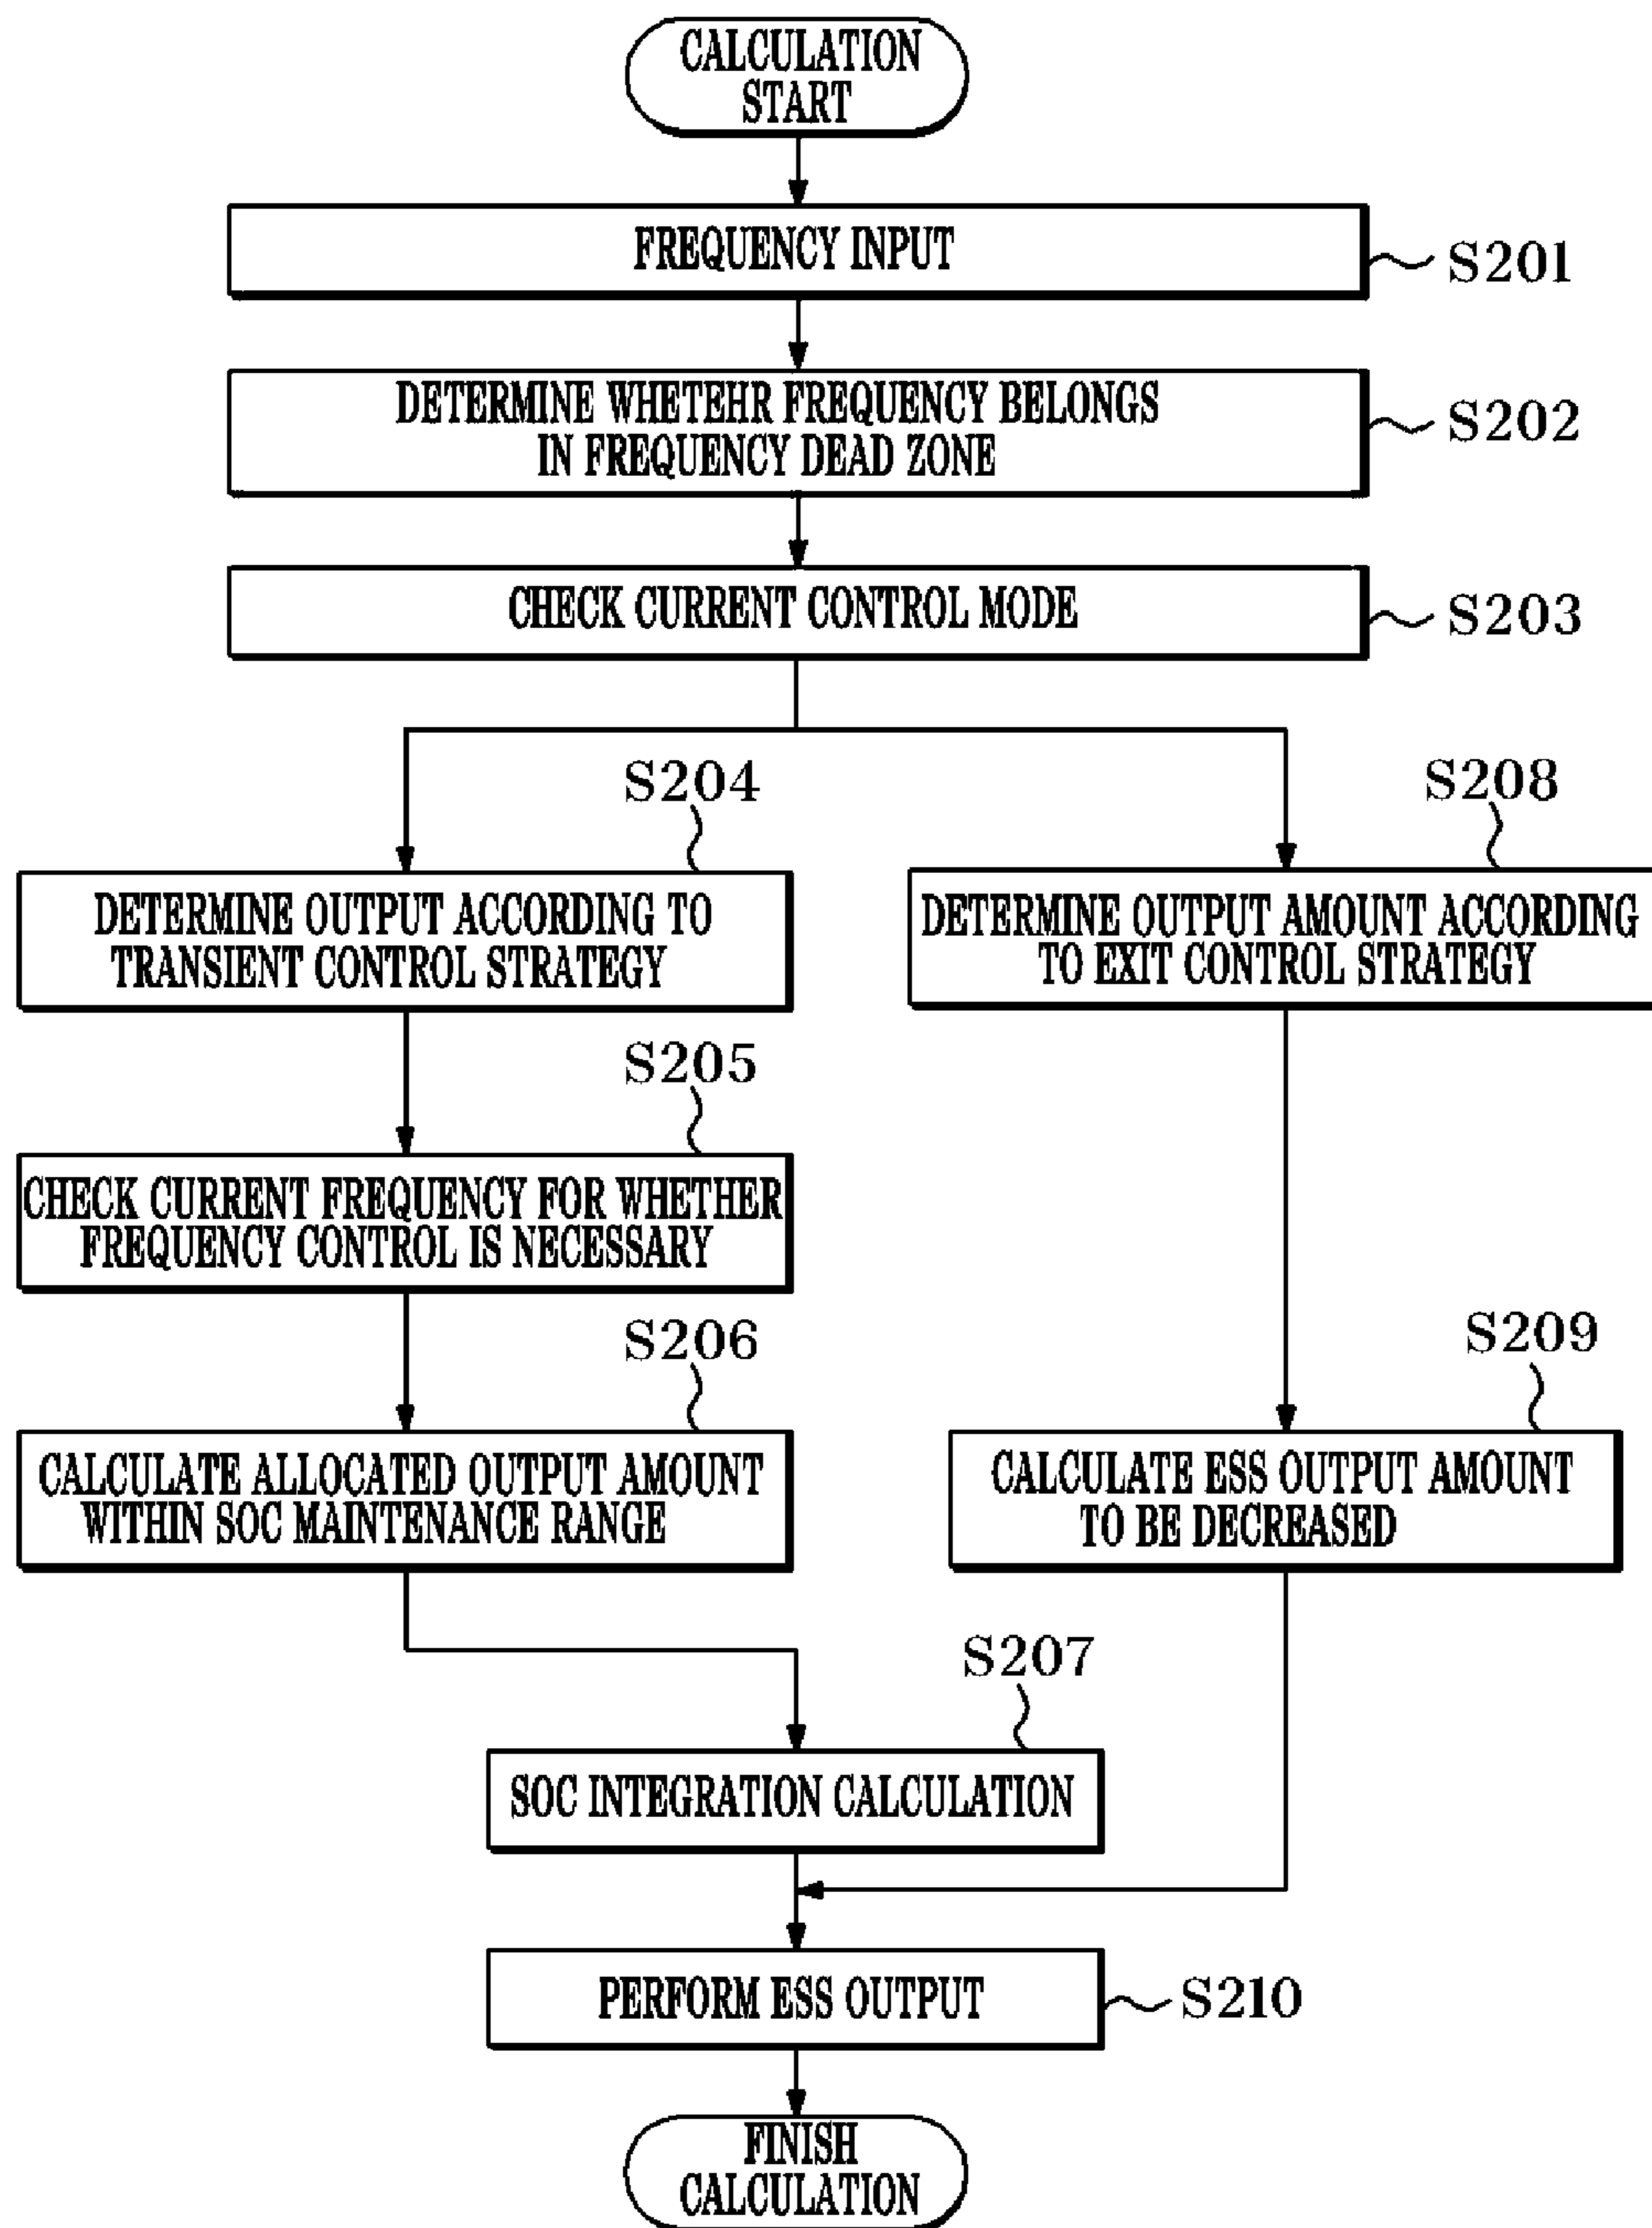 CALCULATION
START
FREQUENCY INPUT
S201
DETERMINE WHETEHR FREQUENCY BELONGS
IN FREQUENCY DEAD ZONE
S202
CHECK CURRENT CONTROL MODE
S203
S204
DETERMINE OUTPUT ACCORDING TO
TRANSIENT CONTROL STRATEGY
S208
DETERMINE OUTPUT AMOUNT ACCORDING
TO EXIT CONTROL STRATEGY
S205
CHECK CURRENT FREQUENCY FOR WHETHER
FREQUENCY CONTROL IS NECESSARY
S206
CALCULATE ALLOCATED OUTPUT AMOUNT
WITHIN SOC MAINTENANCE RANGE
S209
CALCULATE ESS OUTPUT AMOUNT
TO BE DECREASED
S207
SOC INTEGRATION CALCULATION
PERFORM ESS OUTPUT
S210
FINISH
CALCULATION